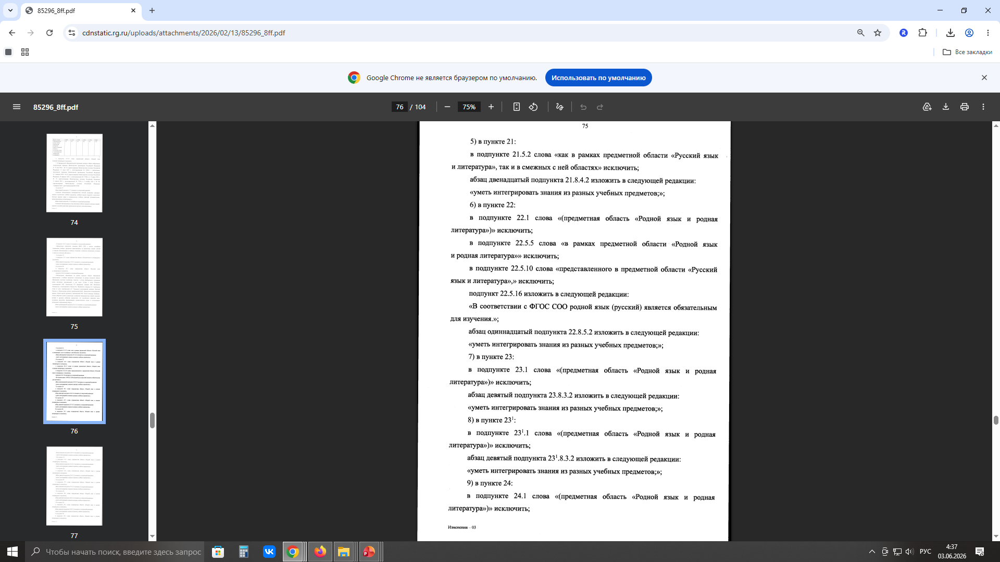 85296_8ff.pdf
cdnstatic.rg.ru/uploads/attachments/2026/02/13/85296_8ff.pdf
Все закладки
Google Chrome не является браузером по умолчанию.
Использовать по умолчанию
85296_8ff.pdf
76 / 104
75%
74
75
76
77
75
5) в пункте 21:
в подпункте 21.5.2 слова «как в рамках предметной области «Русский язык
и литература», так и в смежных с ней областях» исключить;
абзац двенадцатый подпункта 21.8.4.2 изложить в следующей редакции:
«уметь интегрировать знания из разных учебных предметов;»;
6) в пункте 22:
в подпункте 22.1 слова «(предметная область «Родной язык и родная
литература»)» исключить;
в подпункте 22.5.5 слова «в рамках предметной области «Родной язык
и родная литература»» исключить;
в подпункте 22.5.10 слова «представленного в предметной области «Русский
язык и литература»,» исключить;
подпункт 22.5.16 изложить в следующей редакции:
«В соответствии с ФГОС СОО родной язык (русский) является обязательным
для изучения.»;
абзац одиннадцатый подпункта 22.8.5.2 изложить в следующей редакции:
«уметь интегрировать знания из разных учебных предметов;»;
7) в пункте 23:
в подпункте 23.1 слова «(предметная область «Родной язык и родная
литература»)» исключить;
абзац девятый подпункта 23.8.3.2 изложить в следующей редакции:
«уметь интегрировать знания из разных учебных предметов;»;
8) в пункте 23¹:
в подпункте 23¹.1 слова «(предметная область «Родной язык и родная
литература»)» исключить;
абзац девятый подпункта 23¹.8.3.2 изложить в следующей редакции:
«уметь интегрировать знания из разных учебных предметов;»;
9) в пункте 24:
в подпункте 24.1 слова «(предметная область «Родной язык и родная
литература»)» исключить;
Изменения – 03
Чтобы начать поиск, введите здесь запрос
РУС
4:37
03.06.2026